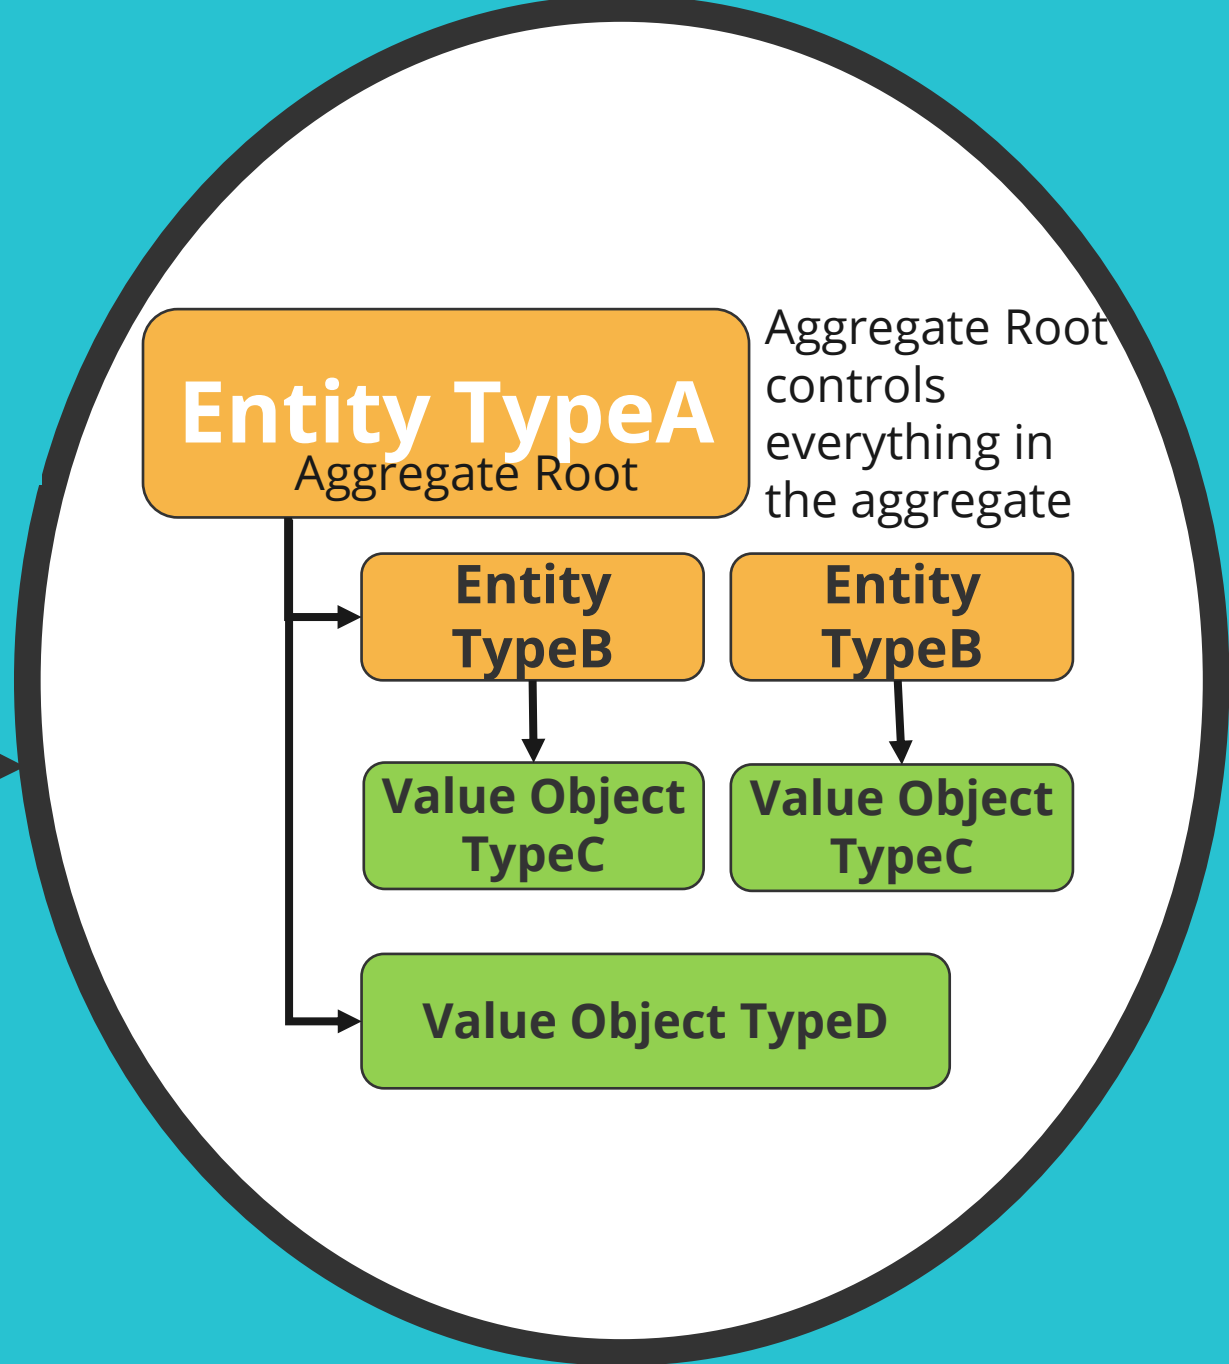 Entity TypeA
Aggregate Root
Aggregate Root
controls
everything in
the aggregate
Entity
TypeB
Entity
TypeB
Value Object
TypeC
Value Object
TypeC
Value Object TypeD